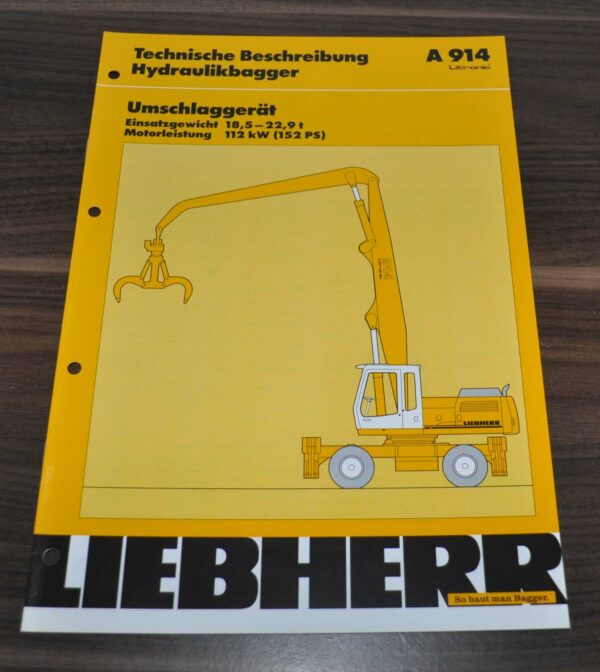 Technische Beschreibung
Hydraulikbagger
A 914
Litronic
Umschlaggerät
Einsatzgewicht 18,5–22,9 t
Motorleistung 112 kW (152 PS)
914
LIEBHERR
LIEBHERR
So baut man Bagger.